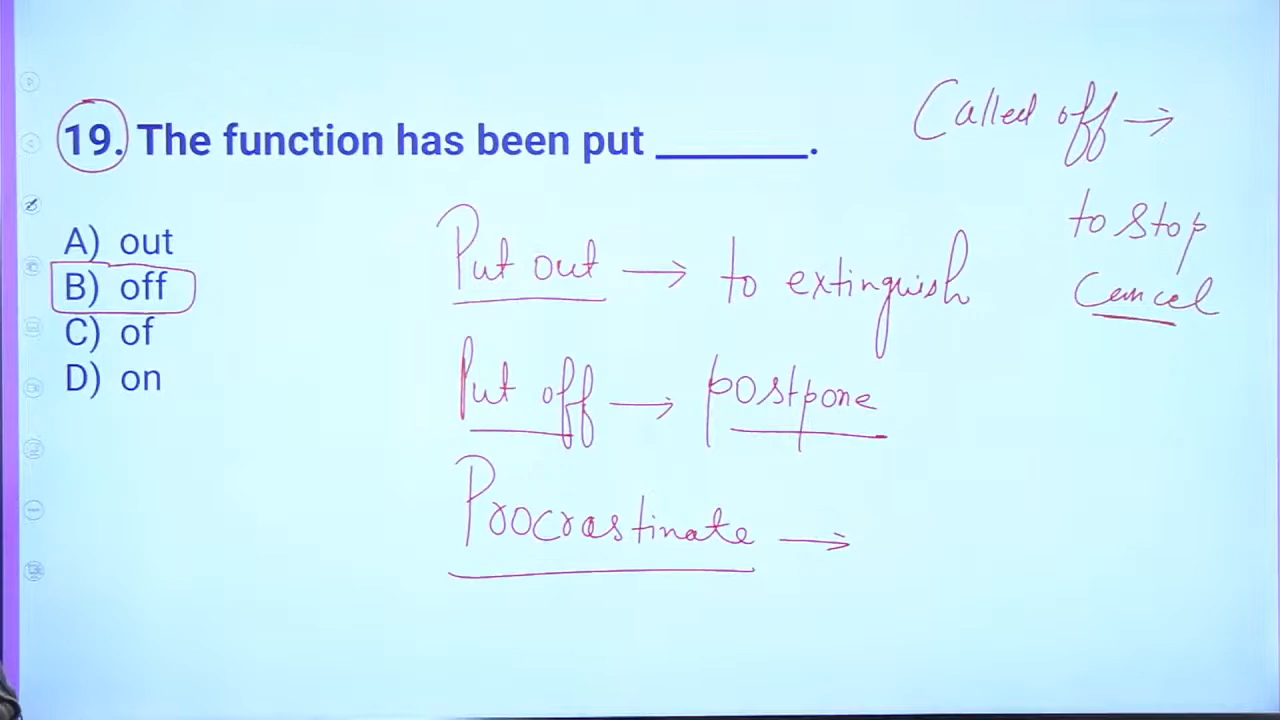 19. The function has been put ________.
A) out
B) off
C) of
D) on
Put out → to extinguish
Put off → postpone
Procrastinate →
Called off →
to stop
Cancel